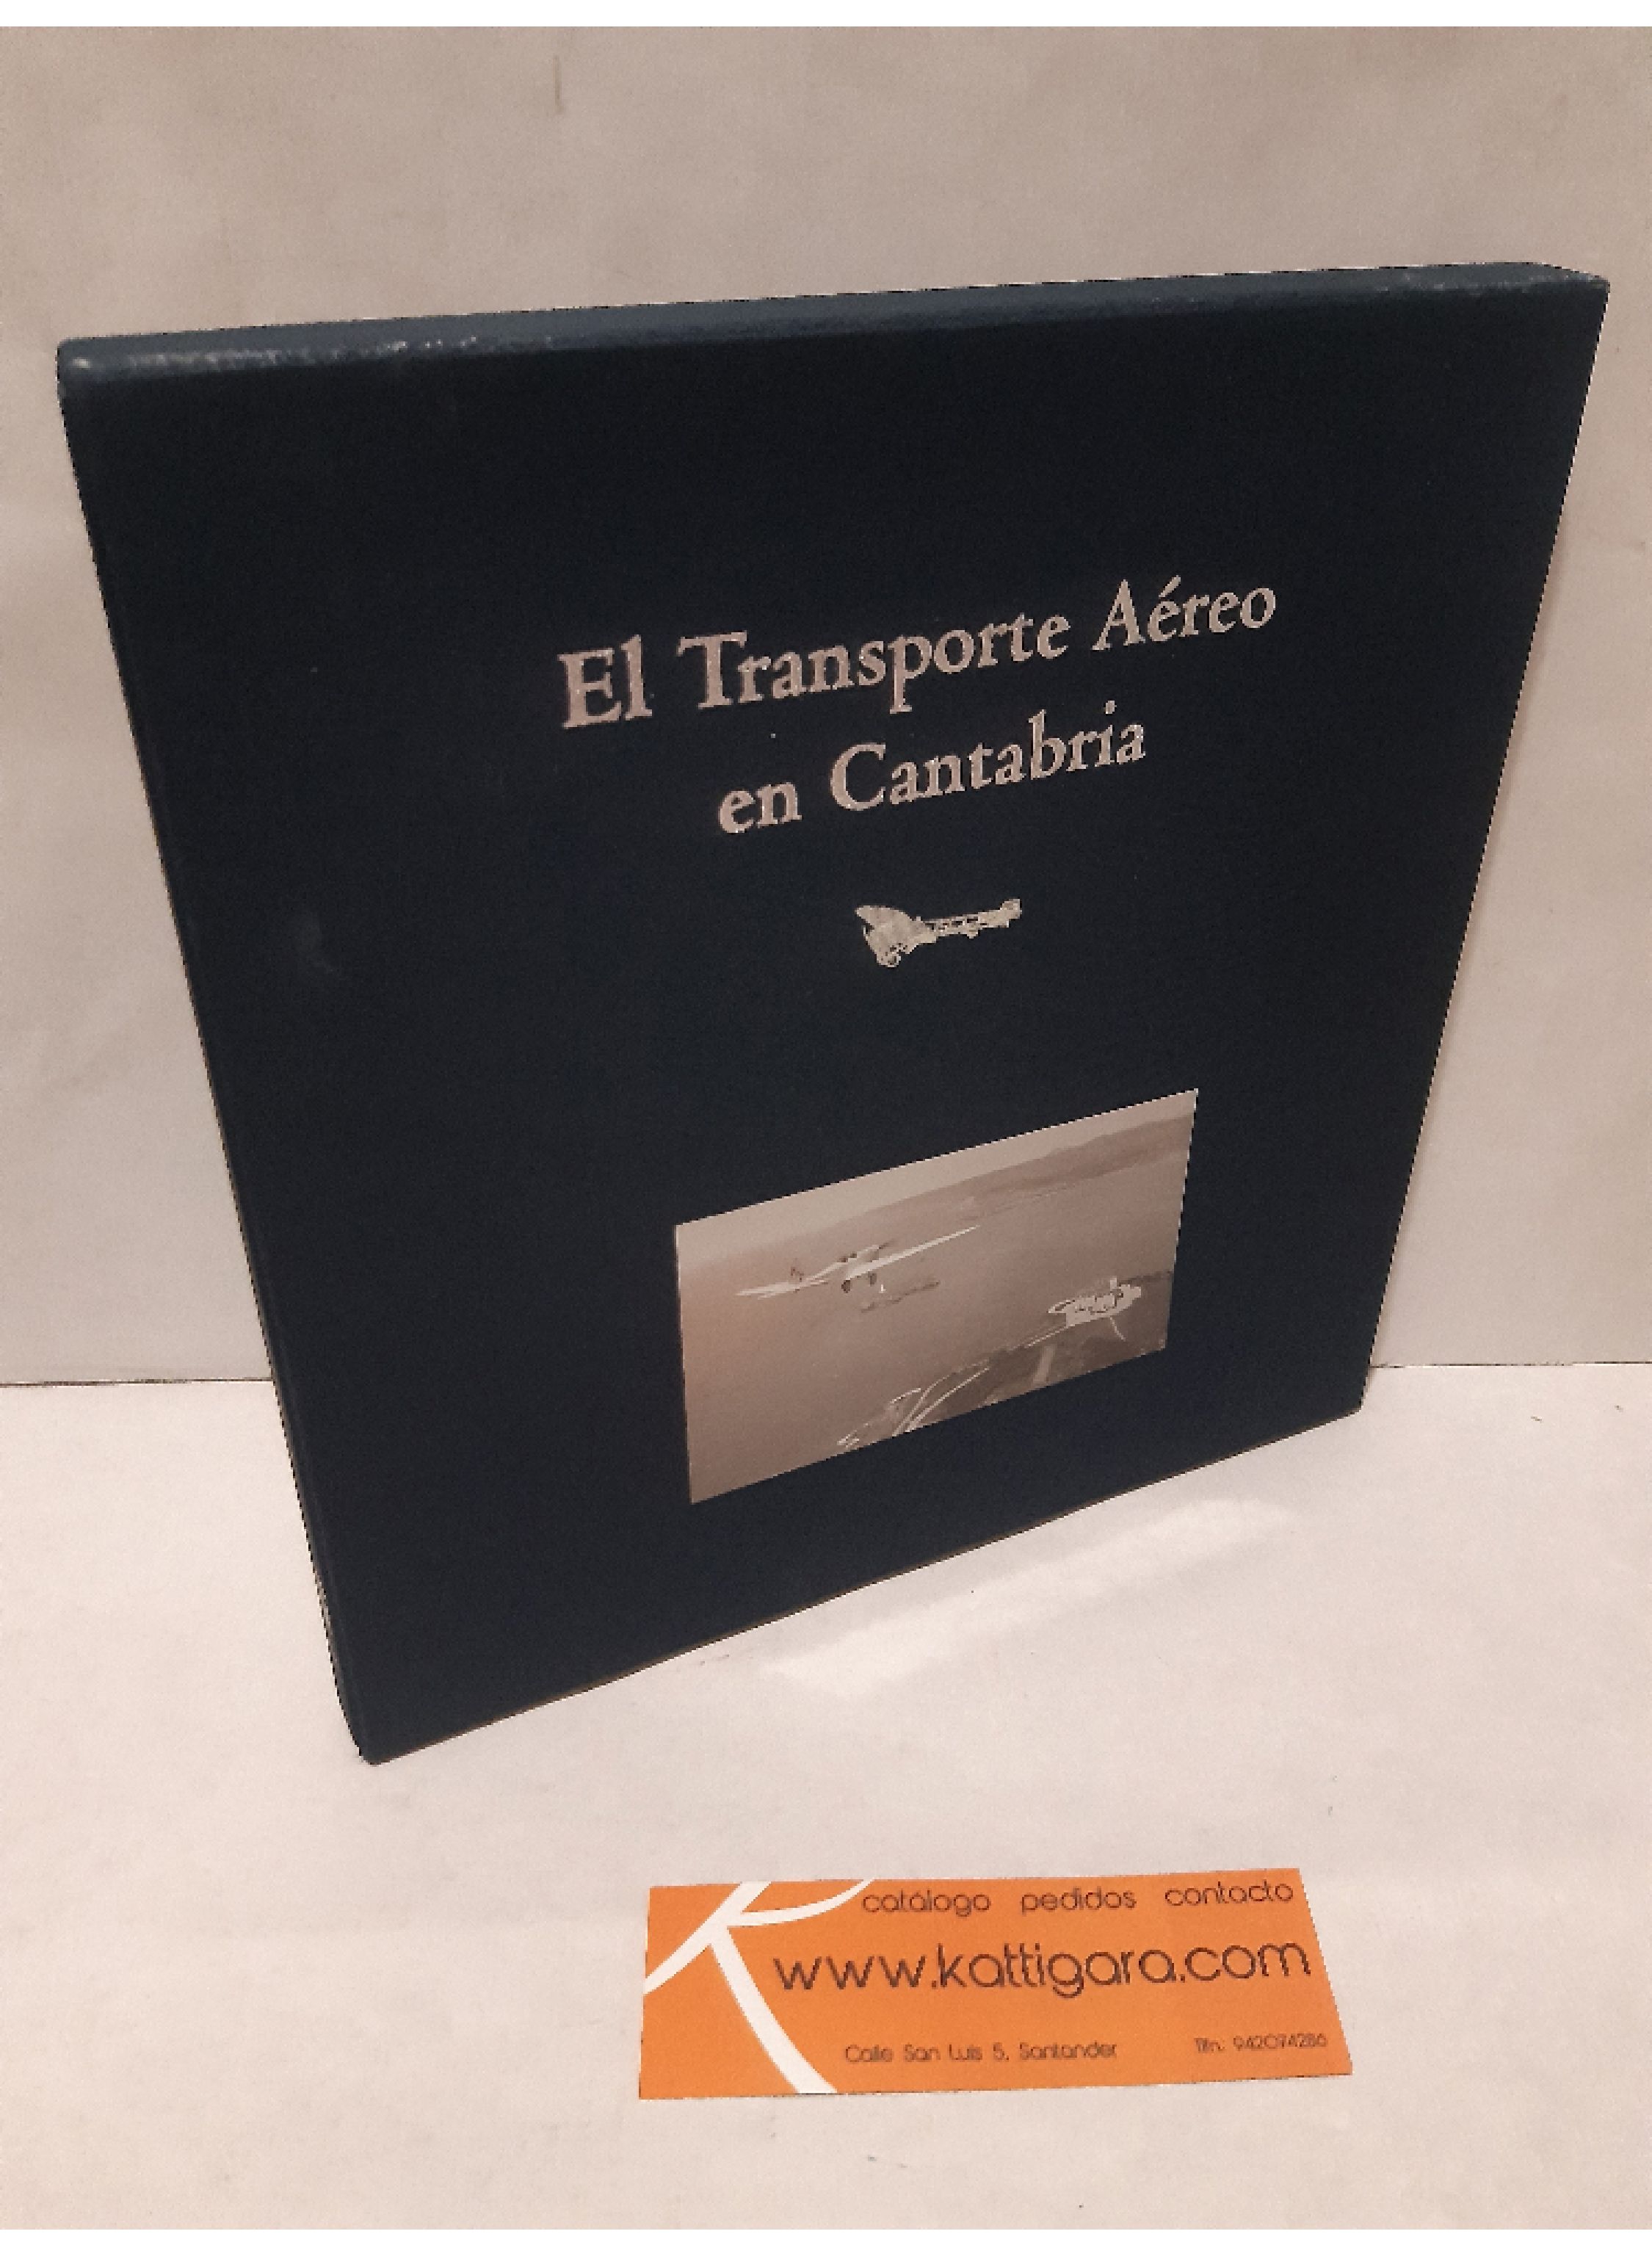 El Transporte Aéreo
en Cantabria
catálogo pedidos contacto
www.kattigara.com
Calle San Luis 5, Santander Tlfn: 942074286